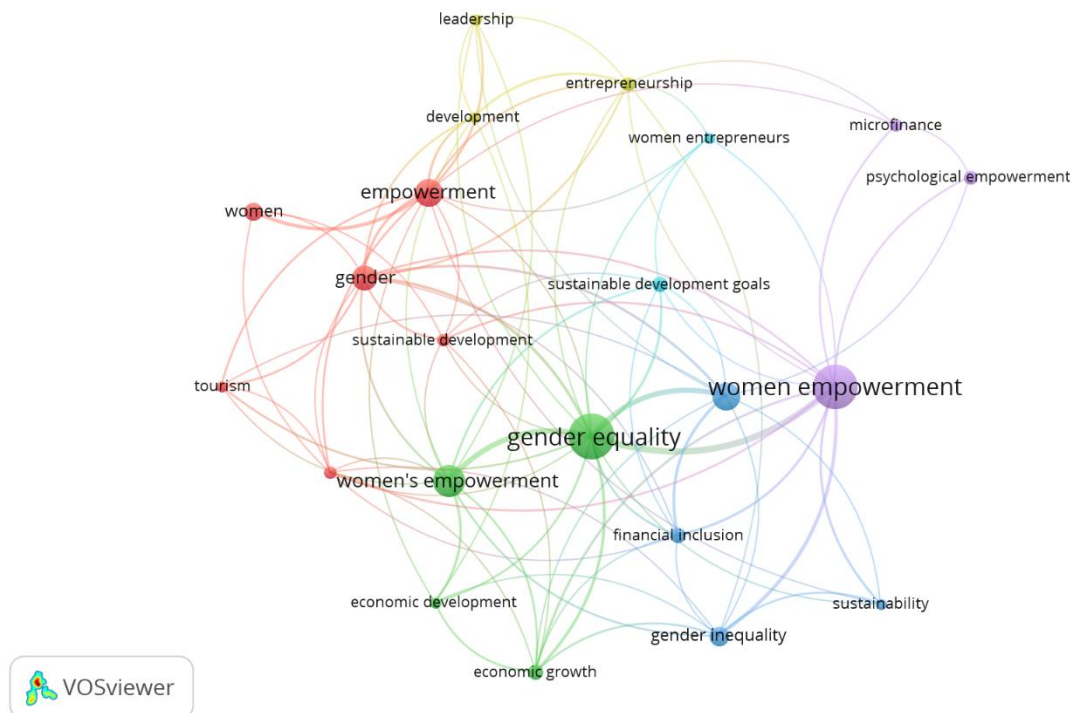 leadership
entrepreneurship
development
women entrepreneurs
microfinance
psychological empowerment
empowerment
women
gender
sustainable development goals
sustainable development
tourism
women empowerment
gender equality
women's empowerment
financial inclusion
economic development
sustainability
gender inequality
economic growth
VOSviewer